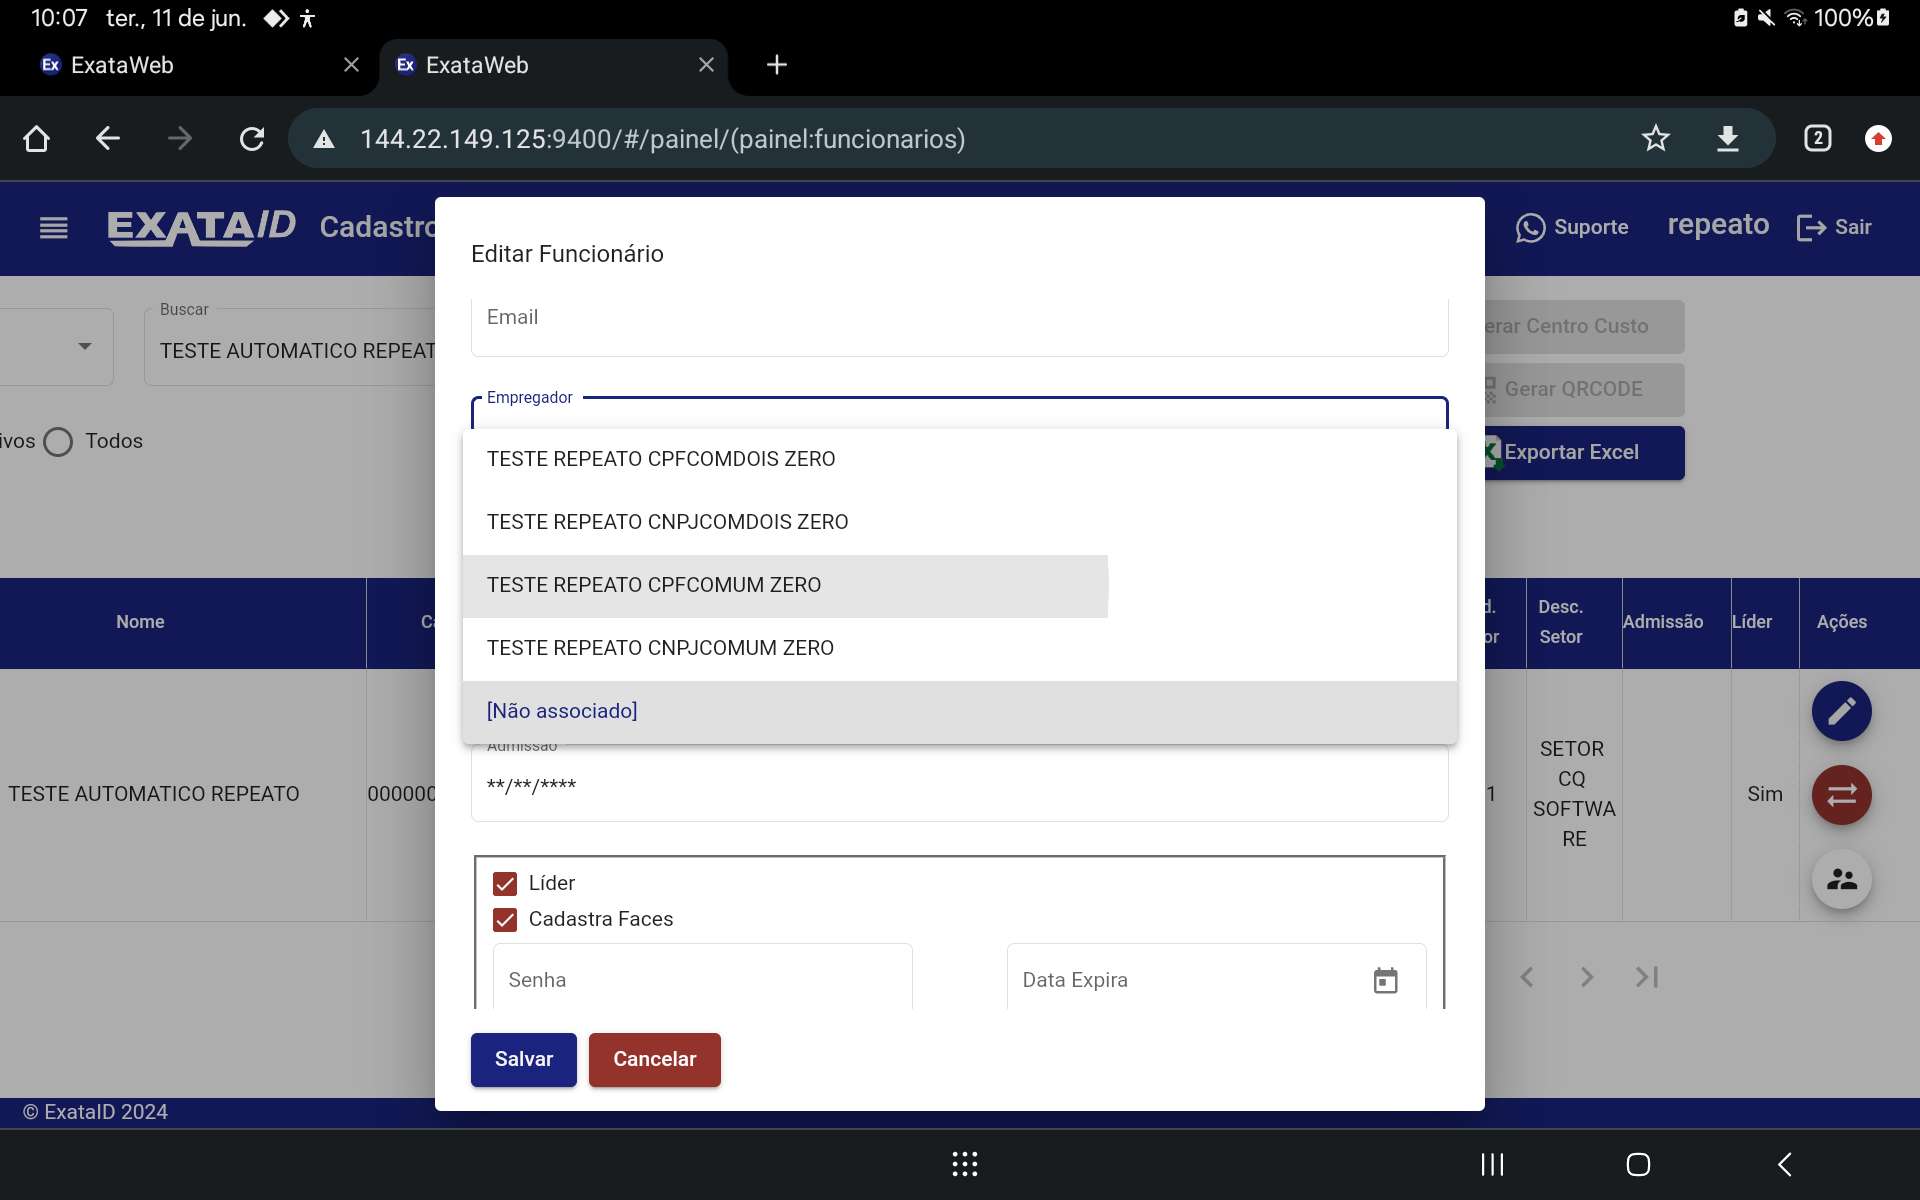 10:07 ter., 11 de jun. 100%
Ex ExataWeb
Ex ExataWeb
144.22.149.125:9400/#/painel/(painel:funcionarios)
2
EXATAID Cadastro
Suporte repeato Sair
Editar Funcionário
Buscar
TESTE AUTOMATICO REPEAT
Email
erar Centro Custo
Gerar QRCODE
Exportar Excel
ivos Todos
Empregador
TESTE REPEATO CPFCOMDOIS ZERO
TESTE REPEATO CNPJCOMDOIS ZERO
TESTE REPEATO CPFCOMUM ZERO
TESTE REPEATO CNPJCOMUM ZERO
[Não associado]
Nome
d.
or
Desc.
Setor
Admissão
Líder
Ações
TESTE AUTOMATICO REPEATO
000000
1
SETOR
CQ
SOFTWA
RE
Sim
Admissão
**/**/****
Líder
Cadastra Faces
Senha
Data Expira
Salvar
Cancelar
© ExataID 2024